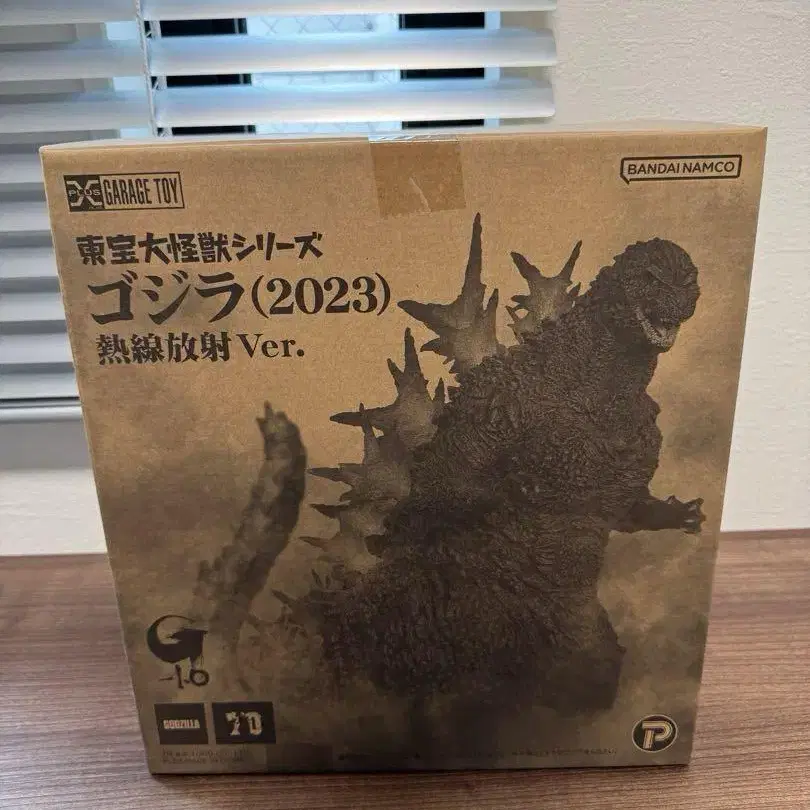 X PLUS GARAGE TOY
BANDAI NAMCO
東宝大怪獣シリーズ
ゴジラ(2023)
熱線放射Ver.
G
-1.0
GODZILLA
70
P